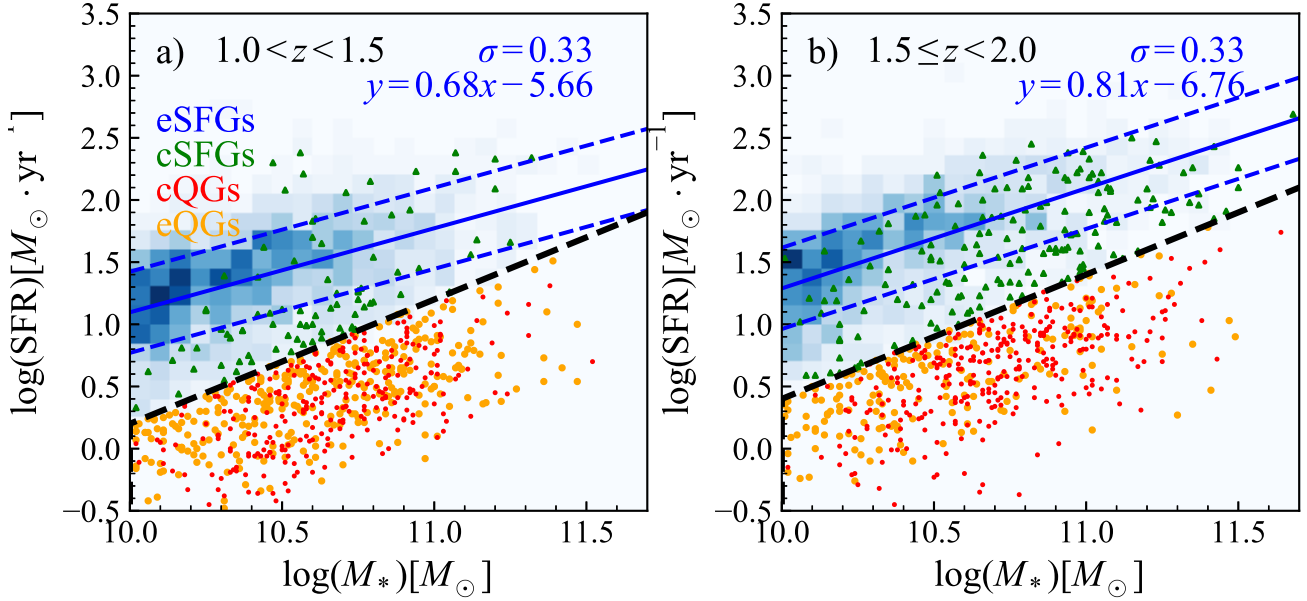 a) 1.0<z<1.5
σ=0.33
y=0.68x−5.66
eSFGs
cSFGs
cQGs
eQGs
log(SFR)[M⊙ · yr
3.5
3.0
2.5
2.0
1.5
1.0
0.5
0.0
−0.5
10.0 10.5 11.0 11.5
log(M*)[M⊙]
b) 1.5≤z<2.0
σ=0.33
y=0.81x−6.76
log(SFR)[M⊙ · yr−1]
3.5
3.0
2.5
2.0
1.5
1.0
0.5
0.0
−0.5
10.0 10.5 11.0 11.5
log(M*)[M⊙]